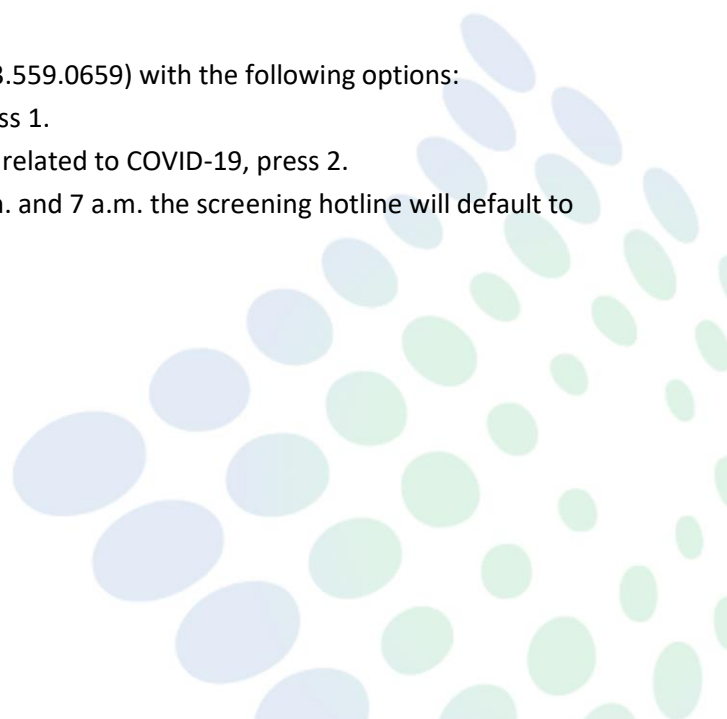 .559.0659) with the following options:
ss 1.
related to COVID-19, press 2.
and 7 a.m. the screening hotline will default to